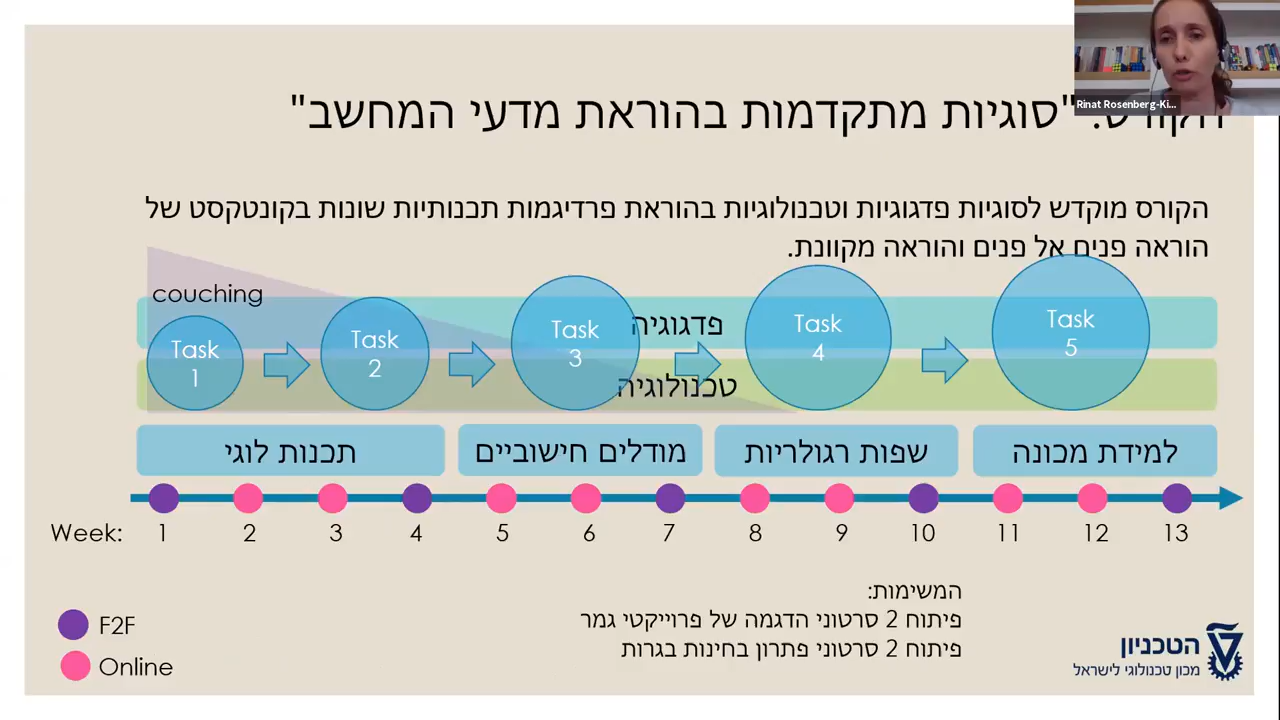 Rinat Rosenberg-Ki...
הקורס: "סוגיות מתקדמות בהוראת מדעי המחשב"
הקורס מוקדש לסוגיות פדגוגיות וטכנולוגיות בהוראת פרדיגמות תכנותיות שונות בקונטקסט של
הוראה פנים אל פנים והוראה מקוונת.
couching
פדגוגיה
Task
1
Task
2
Task
3
Task
4
Task
5
טכנולוגיה
תכנות לוגי
מודלים חישוביים
שפות רגולריות
למידת מכונה
Week: 1 2 3 4 5 6 7 8 9 10 11 12 13
המשימות:
פיתוח 2 סרטוני הדגמה של פרוייקטי גמר
פיתוח 2 סרטוני פתרון בחינות בגרות
F2F
Online
הטכניון
מכון טכנולוגי לישראל